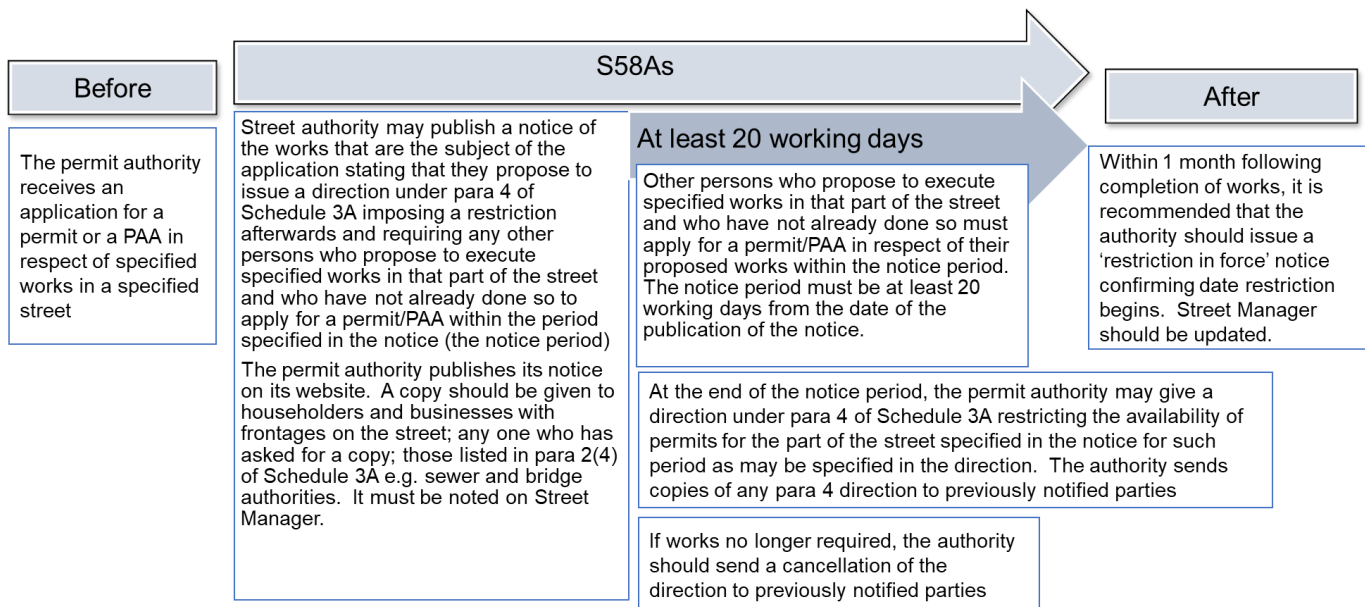 Before
The permit authority
receives an
application for a
permit or a PAA in
respect of specified
works in a specified
street
S58As
Street authority may publish a notice of
the works that are the subject of the
application stating that they propose to
issue a direction under para 4 of
Schedule 3A imposing a restriction
afterwards and requiring any other
persons who propose to execute
specified works in that part of the street
and who have not already done so to
apply for a permit/PAA within the period
specified in the notice (the notice period)
The permit authority publishes its notice
on its website.  A copy should be given to
householders and businesses with
frontages on the street; any one who has
asked for a copy; those listed in para 2(4)
of Schedule 3A e.g. sewer and bridge
authorities.  It must be noted on Street
Manager.
At least 20 working days
Other persons who propose to execute
specified works in that part of the street
and who have not already done so must
apply for a permit/PAA in respect of their
proposed works within the notice period.
The notice period must be at least 20
working days from the date of the
publication of the notice.
At the end of the notice period, the permit authority may give a
direction under para 4 of Schedule 3A restricting the availability of
permits for the part of the street specified in the notice for such
period as may be specified in the direction.  The authority sends
copies of any para 4 direction to previously notified parties
If works no longer required, the authority
should send a cancellation of the
direction to previously notified parties
After
Within 1 month following
completion of works, it is
recommended that the
authority should issue a
‘restriction in force’ notice
confirming date restriction
begins.  Street Manager
should be updated.